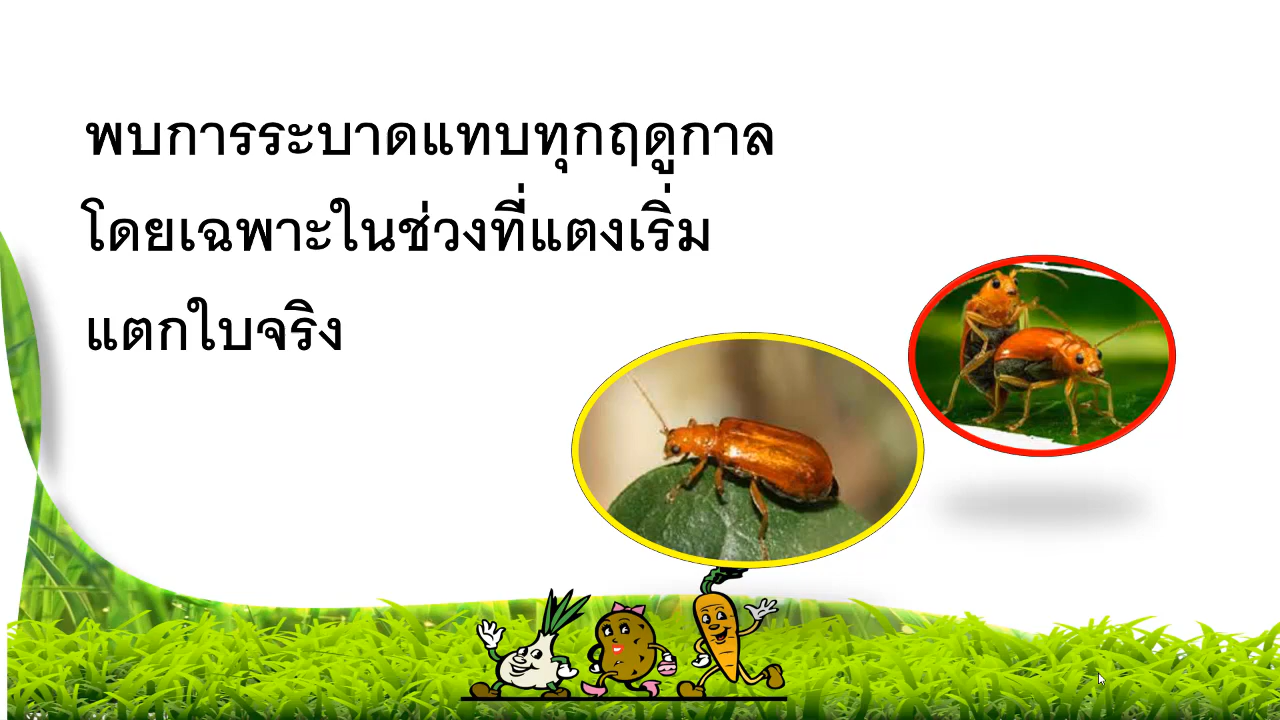 พบการระบาดแทบทุกฤดูกาล
โดยเฉพาะในช่วงที่แตงเริ่ม
แตกใบจริง